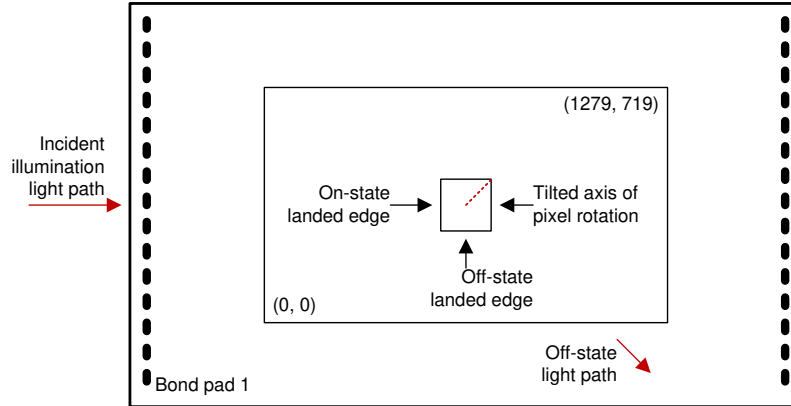 (1279, 719)
Incident
illumination
light path
On-state
landed edge
Tilted axis of
pixel rotation
Off-state
landed edge
(0, 0)
Off-state
light path
Bond pad 1